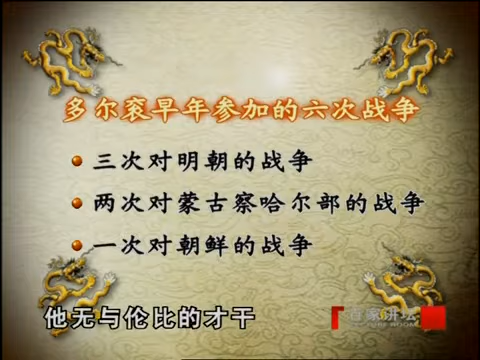 多尔衮早年参加的六次战争
三次对明朝的战争
两次对蒙古察哈尔部的战争
一次对朝鲜的战争
他无与伦比的才干
百家讲坛
LECTURE ROOM